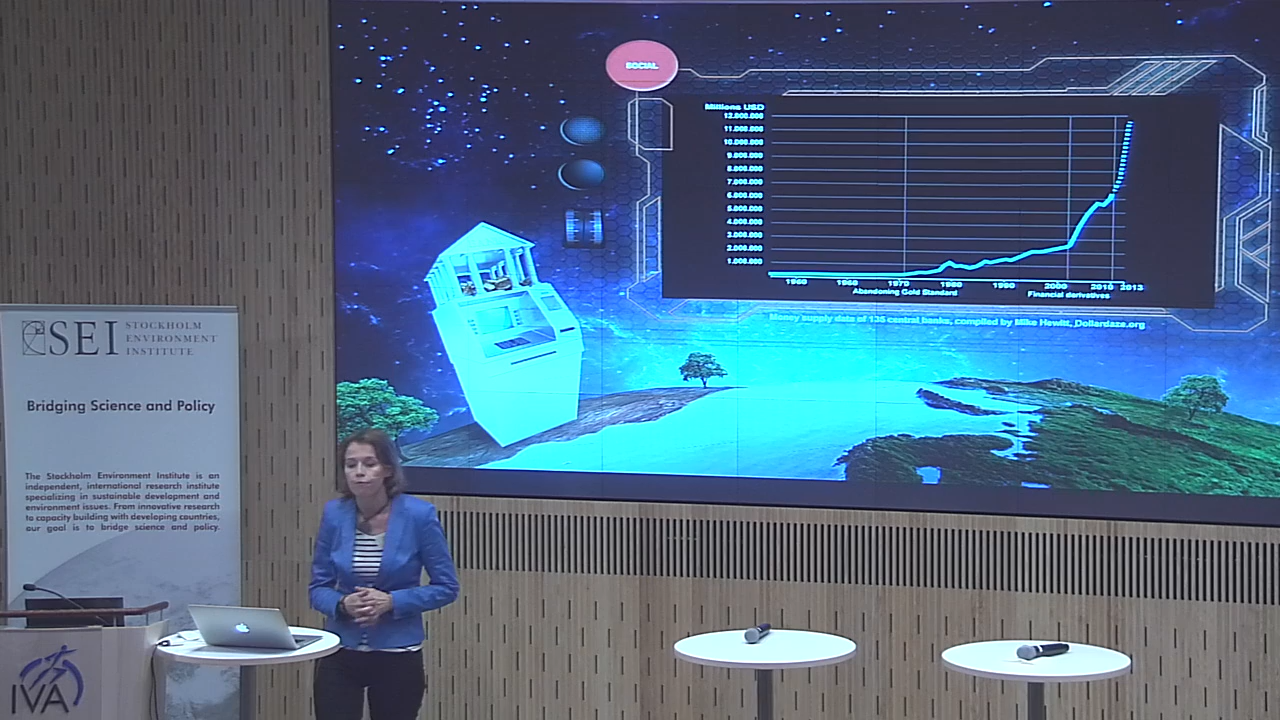 SOCIAL
Millions USD
12.000.000
11.000.000
10.000.000
9.000.000
8.000.000
7.000.000
6.000.000
5.000.000
4.000.000
3.000.000
2.000.000
1.000.000
1960 1968 1970 1980 1990 2000 2010 2013
Abandoning Gold Standard Financial derivatives
Money supply data of 135 central banks, compiled by Mike Hewitt, Dollardaze.org
SEI STOCKHOLM
ENVIRONMENT
INSTITUTE
Bridging Science and Policy
The Stockholm Environment Institute is an
independent, international research institute
specializing in sustainable development and
environment issues. From innovative research
to capacity building with developing countries,
our goal is to bridge science and policy.
IVA